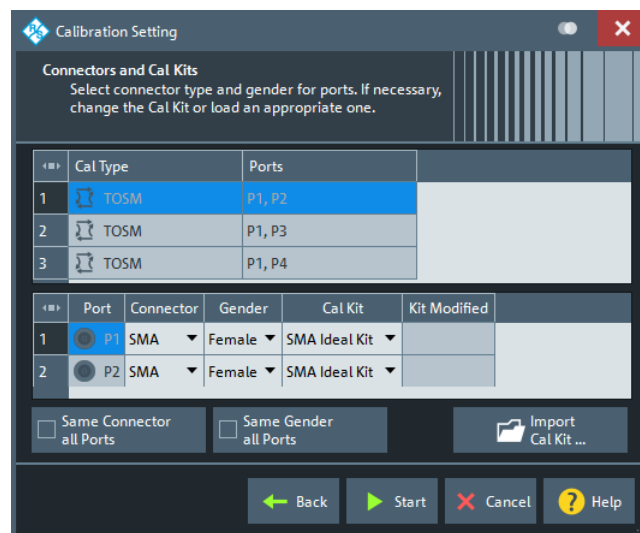 Calibration Setting
Connectors and Cal Kits
Select connector type and gender for ports. If necessary,
change the Cal Kit or load an appropriate one.
Cal Type Ports
1 TOSM P1, P2
2 TOSM P1, P3
3 TOSM P1, P4
Port Connector Gender Cal Kit Kit Modified
1 P1 SMA Female SMA Ideal Kit
2 P2 SMA Female SMA Ideal Kit
Same Connector
all Ports
Same Gender
all Ports
Import
Cal Kit ...
Back Start Cancel ? Help